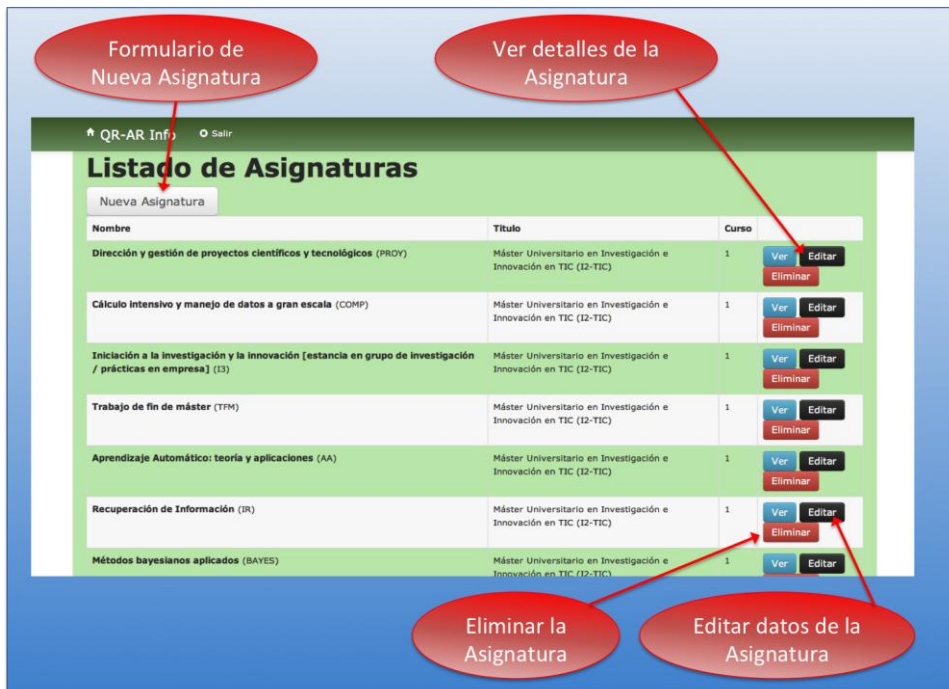 Formulario de
Nueva Asignatura
Ver detalles de la
Asignatura
QR-AR Info Salir
Listado de Asignaturas
Nueva Asignatura
Nombre Titulo Curso
Dirección y gestión de proyectos científicos y tecnológicos (PROY) Máster Universitario en Investigación e 1 Ver Editar
Innovación en TIC (I2-TIC) Eliminar
Cálculo intensivo y manejo de datos a gran escala (COMP) Máster Universitario en Investigación e 1 Ver Editar
Innovación en TIC (I2-TIC) Eliminar
Iniciación a la investigación y la innovación [estancia en grupo de investigación Máster Universitario en Investigación e 1 Ver Editar
/ prácticas en empresa] (I3) Innovación en TIC (I2-TIC) Eliminar
Trabajo de fin de máster (TFM) Máster Universitario en Investigación e 1 Ver Editar
Innovación en TIC (I2-TIC) Eliminar
Aprendizaje Automático: teoría y aplicaciones (AA) Máster Universitario en Investigación e 1 Ver Editar
Innovación en TIC (I2-TIC) Eliminar
Recuperación de Información (IR) Máster Universitario en Investigación e 1 Ver Editar
Innovación en TIC (I2-TIC) Eliminar
Métodos bayesianos aplicados (BAYES) Máster Universitario en Investigación e 1 Ver Editar
Innovación en TIC (I2-TIC)
Eliminar la
Asignatura
Editar datos de la
Asignatura